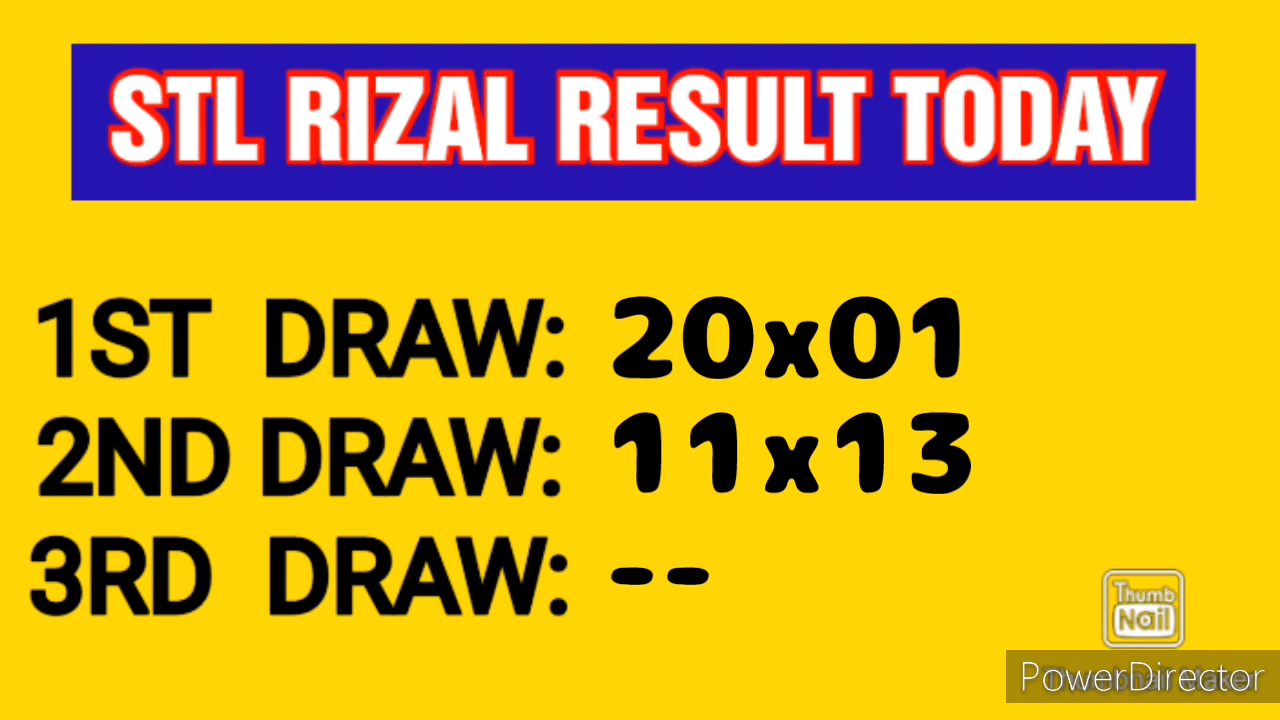 STL RIZAL RESULT TODAY
1ST DRAW: 20x01
2ND DRAW: 11x13
3RD DRAW: --
Thumb
Nail
PowerDirector